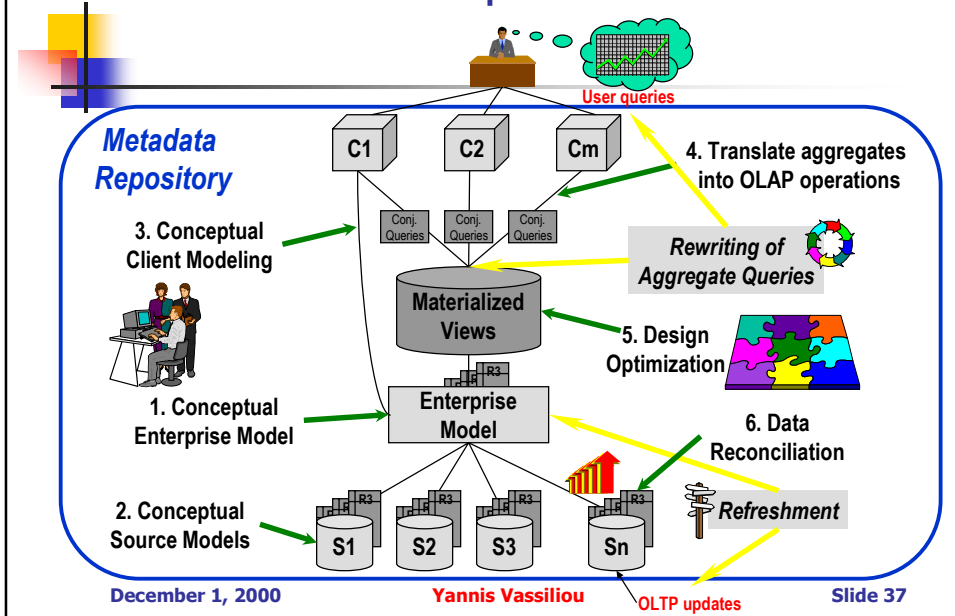 User queries
Metadata
Repository
C1
C2
Cm
4. Translate aggregates
into OLAP operations
Conj.
Queries
Conj.
Queries
Conj.
Queries
3. Conceptual
Client Modeling
Rewriting of
Aggregate Queries
Materialized
Views
5. Design
Optimization
R3
Enterprise
Model
1. Conceptual
Enterprise Model
6. Data
Reconciliation
R3
R3
R3
R3
Refreshment
2. Conceptual
Source Models
S1
S2
S3
Sn
December 1, 2000
Yannis Vassiliou
OLTP updates
Slide 37